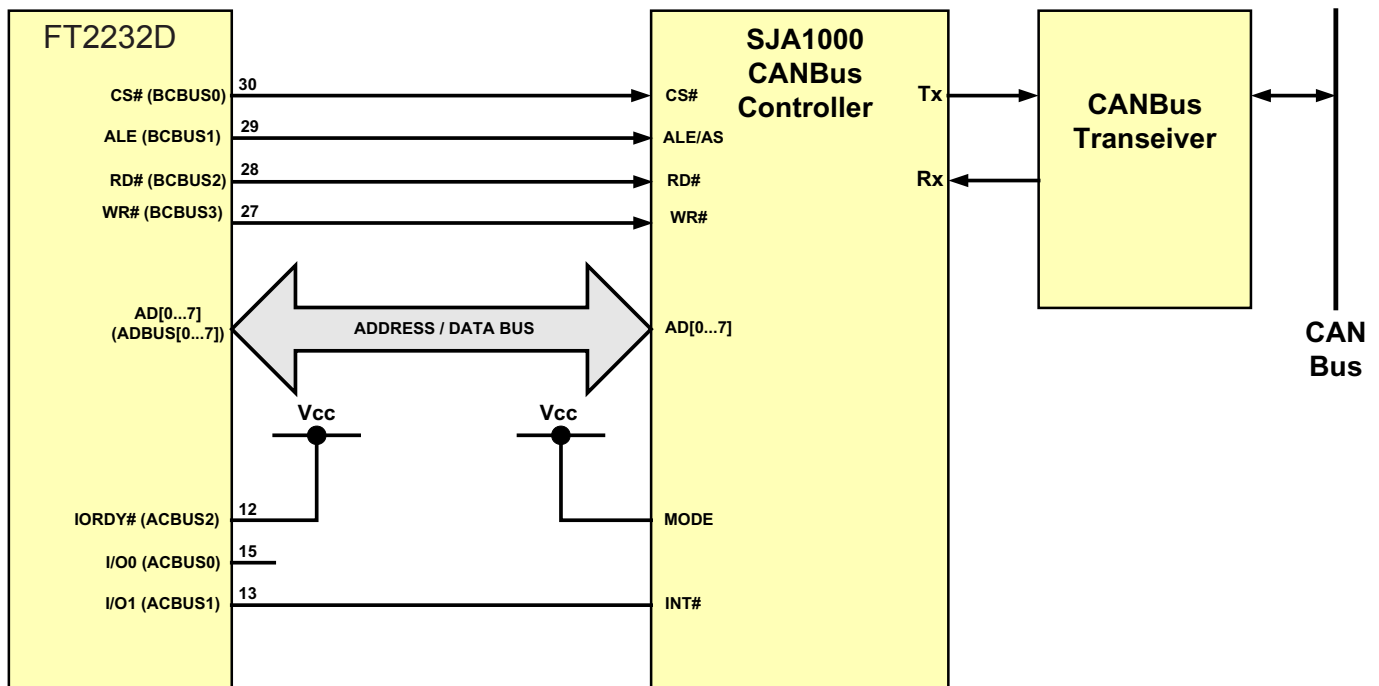 FT2232D
SJA1000
CANBus
Controller
CANBus
Transeiver
CS# (BCBUS0)
30
CS#
Tx
ALE (BCBUS1)
29
ALE/AS
RD# (BCBUS2)
28
RD#
Rx
WR# (BCBUS3)
27
WR#
AD[0...7]
(ADBUS[0...7])
ADDRESS / DATA BUS
AD[0...7]
CAN
Bus
Vcc
Vcc
IORDY# (ACBUS2)
12
MODE
I/O0 (ACBUS0)
15
I/O1 (ACBUS1)
13
INT#